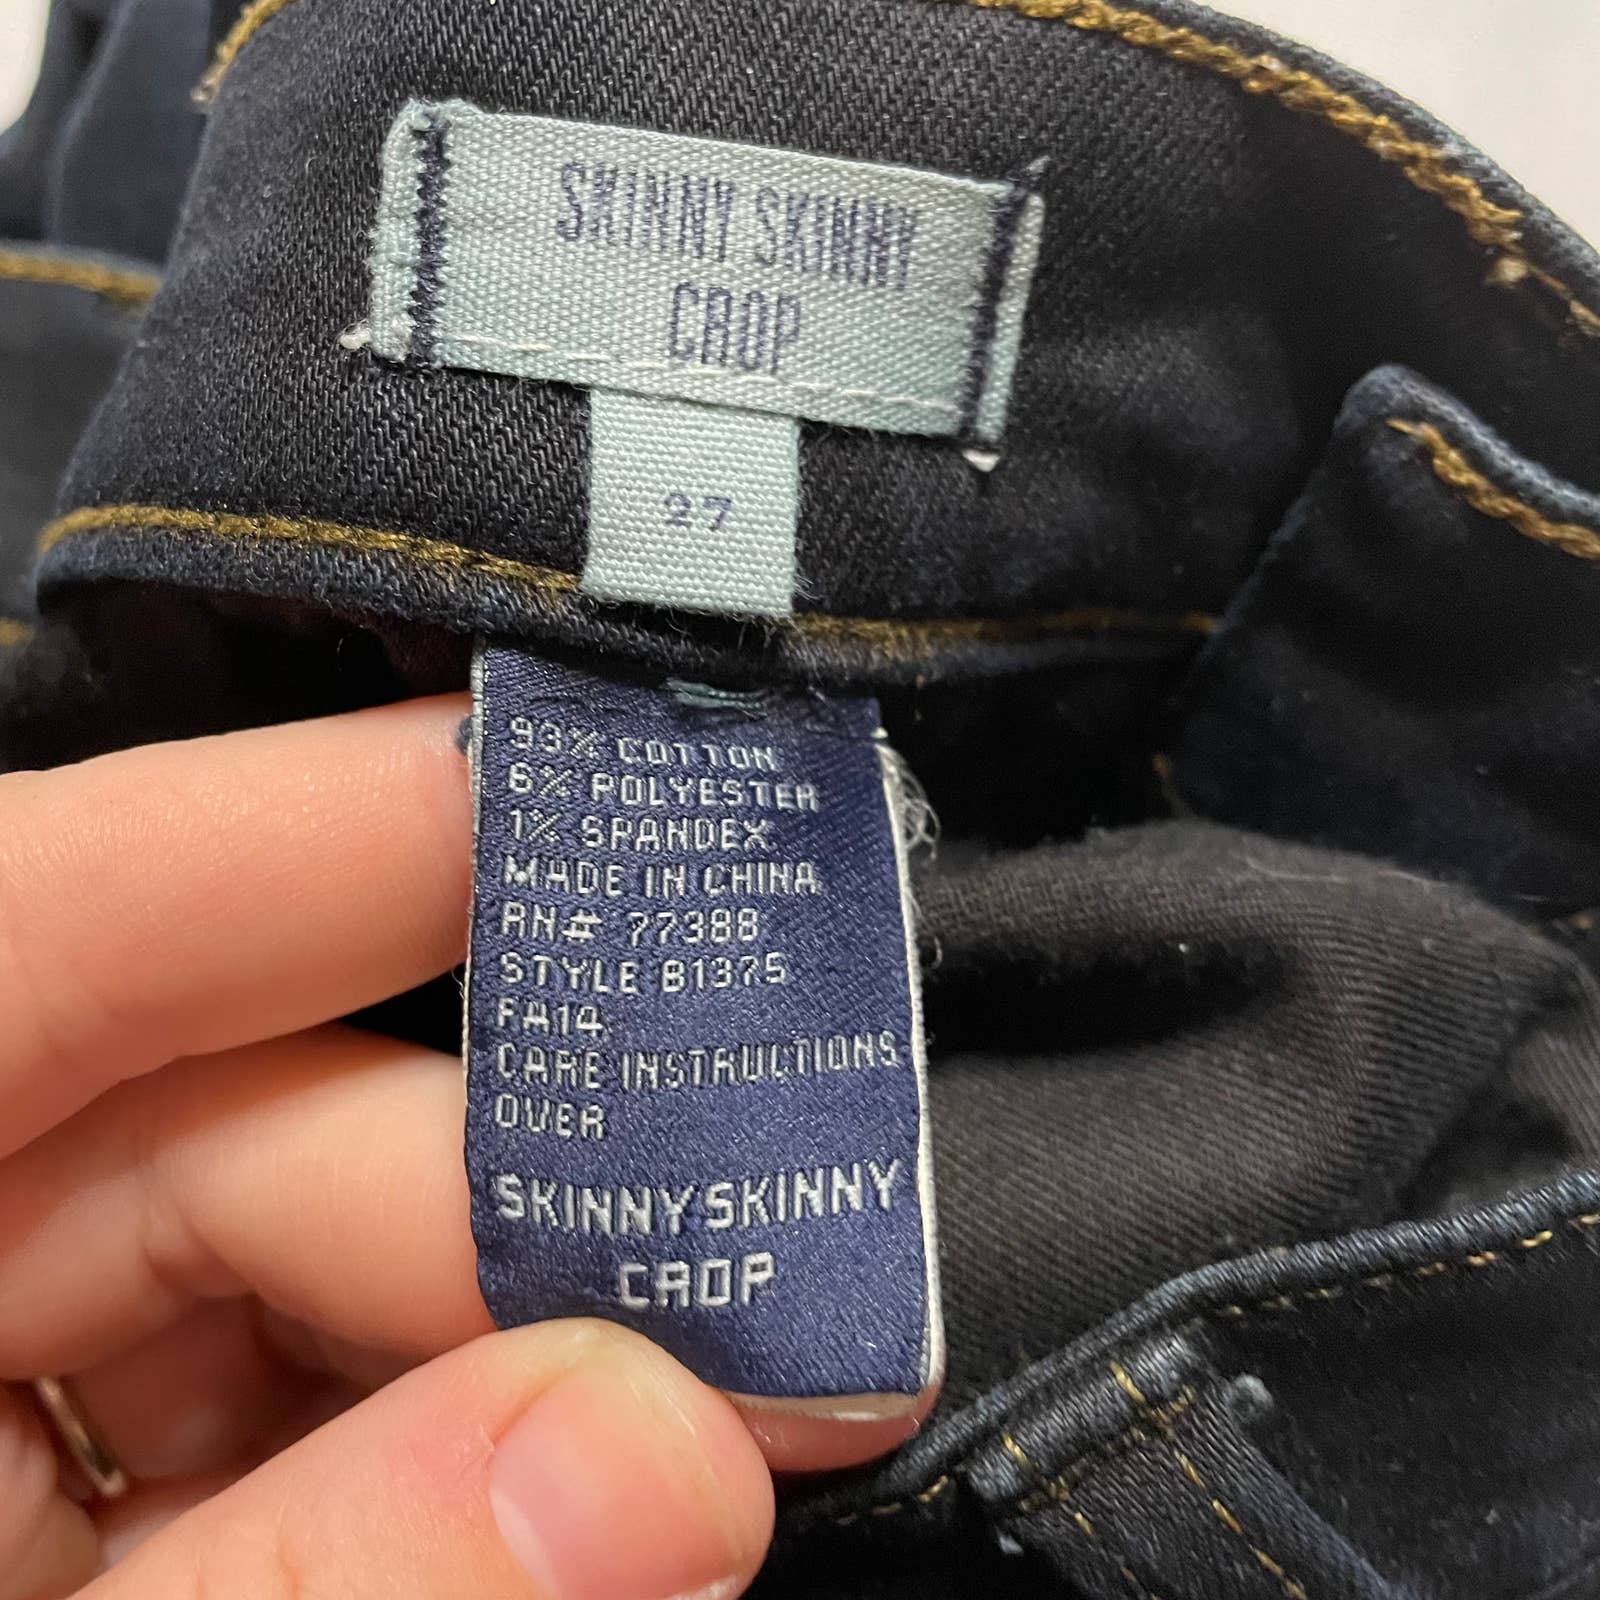 SKINNY SKINNY
CROP
27
93% COTTON
6% POLYESTER
1% SPANDEX
MADE IN CHINA
RN# 77388
STYLE B1375
FA14
CARE INSTRUCTIONS
OVER
SKINNY SKINNY
CROP